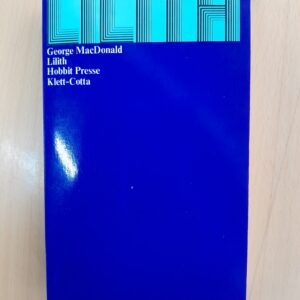 LILITH
George MacDonald
Lilith
Hobbit Presse
Klett-Cotta